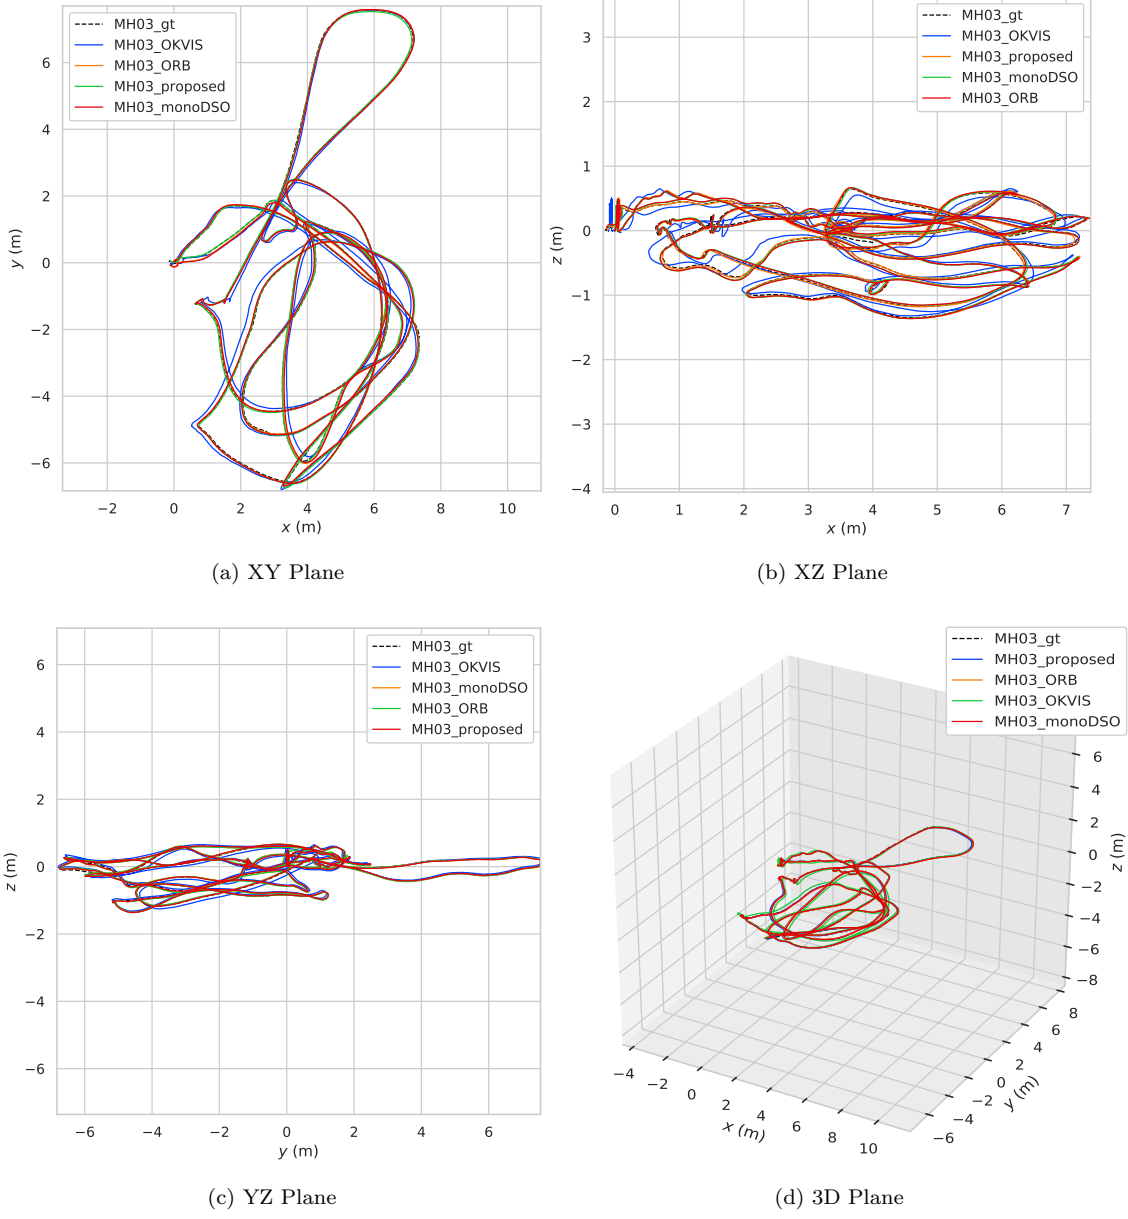 MH03_gt
MH03_OKVIS
MH03_ORB
MH03_proposed
MH03_monoDSO
6
4
2
0
−2
−4
−6
y (m)
−2 0 2 4 6 8 10
x (m)
(a) XY Plane
MH03_gt
MH03_OKVIS
MH03_proposed
MH03_monoDSO
MH03_ORB
3
2
1
0
−1
−2
−3
−4
z (m)
0 1 2 3 4 5 6 7
x (m)
(b) XZ Plane
MH03_gt
MH03_OKVIS
MH03_monoDSO
MH03_ORB
MH03_proposed
6
4
2
0
−2
−4
−6
z (m)
−6 −4 −2 0 2 4 6
y (m)
(c) YZ Plane
MH03_gt
MH03_proposed
MH03_ORB
MH03_OKVIS
MH03_monoDSO
6
4
2
0
−2
−4
−6
−8
z (m)
8
6
4
2
0
−2
−4
−6
y (m)
−4 −2 0 2 4 6 8 10
x (m)
(d) 3D Plane